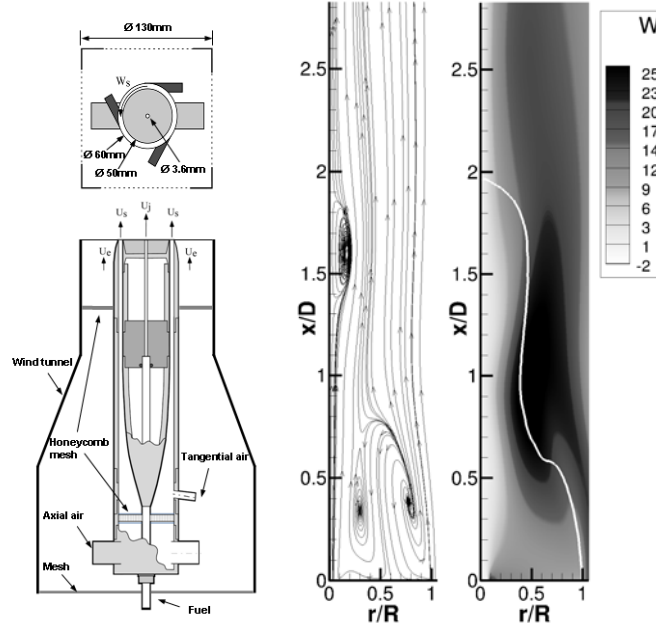 Ø 130mm
Ws
Ø 60mm
Ø 50mm
Ø 3.6mm
Uj
Us
Us
Ue
Ue
Wind tunnel
Honeycomb
mesh
Tangential air
Axial air
Mesh
Fuel
2.5
2
1.5
1
0.5
0
x/D
0
0.5
1
r/R
2.5
2
1.5
1
0.5
0
x/D
0
0.5
1
r/R
W
25
23
20
17
14
12
9
6
3
1
-2